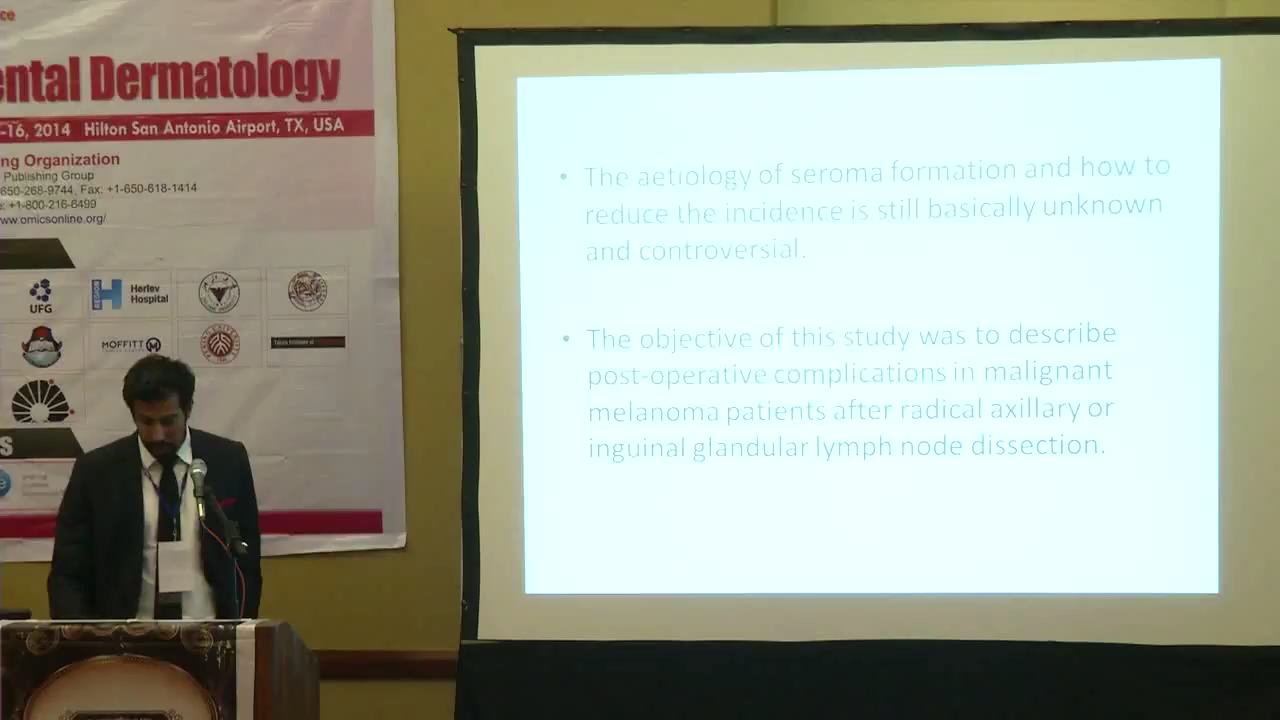 ce
ental Dermatology
-16, 2014 Hilton San Antonio Airport, TX, USA
ng Organization
Publishing Group
650-268-9744, Fax: +1-650-618-1414
: +1-800-216-6499
ww.omicsonline.org/
UFG
REGION
Herlev
Hospital
MOFFITT
S
• The aetiology of seroma formation and how to
reduce the incidence is still basically unknown
and controversial.
• The objective of this study was to describe
post-operative complications in malignant
melanoma patients after radical axillary or
inguinal glandular lymph node dissection.